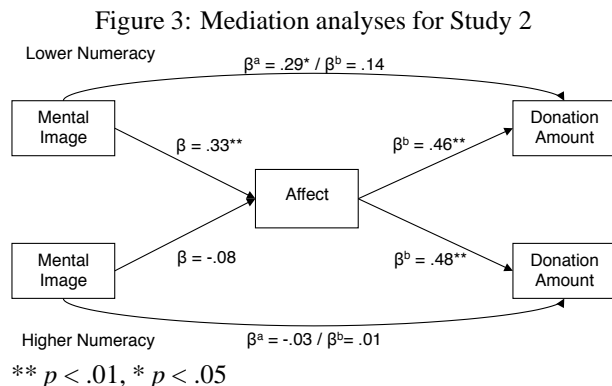 Figure 3: Mediation analyses for Study 2
Lower Numeracy
βᵃ = .29* / βᵇ = .14
Mental
Image
Donation
Amount
β = .33**
βᵇ = .46**
Affect
β = -.08
βᵇ = .48**
Mental
Image
Donation
Amount
Higher Numeracy
βᵃ = -.03 / βᵇ= .01
** p < .01, * p < .05